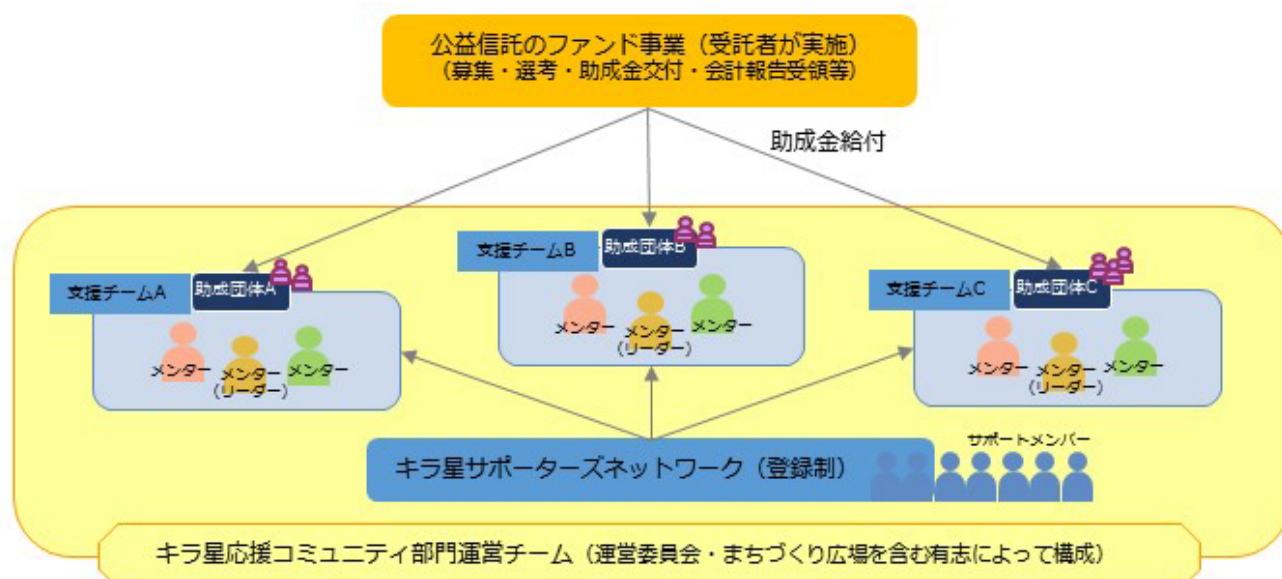 公益信託のファンド事業（受託者が実施）
（募集・選考・助成金交付・会計報告受領等）
助成金給付
支援チームA
助成団体A
メンター
メンター
（リーダー）
メンター
支援チームB
助成団体B
メンター
メンター
（リーダー）
メンター
支援チームC
助成団体C
メンター
メンター
（リーダー）
メンター
サポートメンバー
キラ星サポーターズネットワーク（登録制）
キラ星応援コミュニティ部門運営チーム（運営委員会・まちづくり広場を含む有志によって構成）